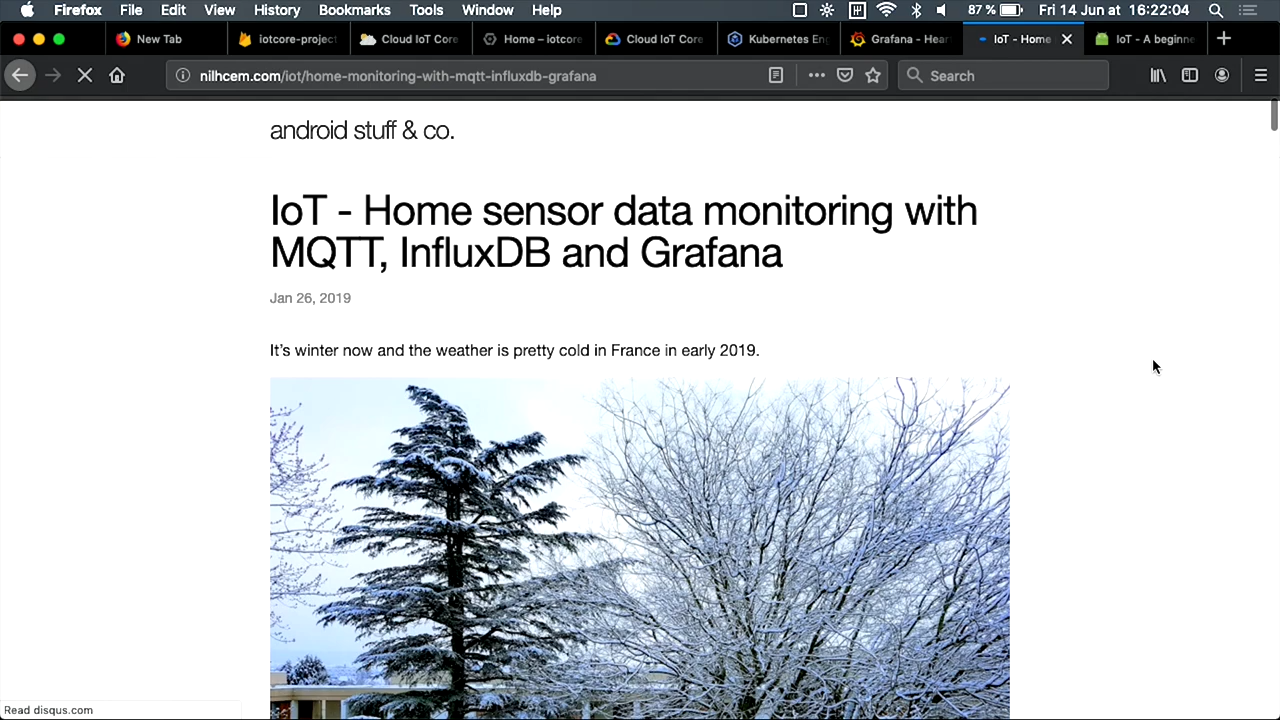 Firefox File Edit View History Bookmarks Tools Window Help 87 % Fri 14 Jun at 16:22:04
New Tab iotcore-project Cloud IoT Core Home – iotcore Cloud IoT Core Kubernetes Eng Grafana - Hear IoT - Home IoT - A beginne
nilhcem.com/iot/home-monitoring-with-mqtt-influxdb-grafana Search
android stuff & co.
IoT - Home sensor data monitoring with
MQTT, InfluxDB and Grafana
Jan 26, 2019
It’s winter now and the weather is pretty cold in France in early 2019.
Read disqus.com